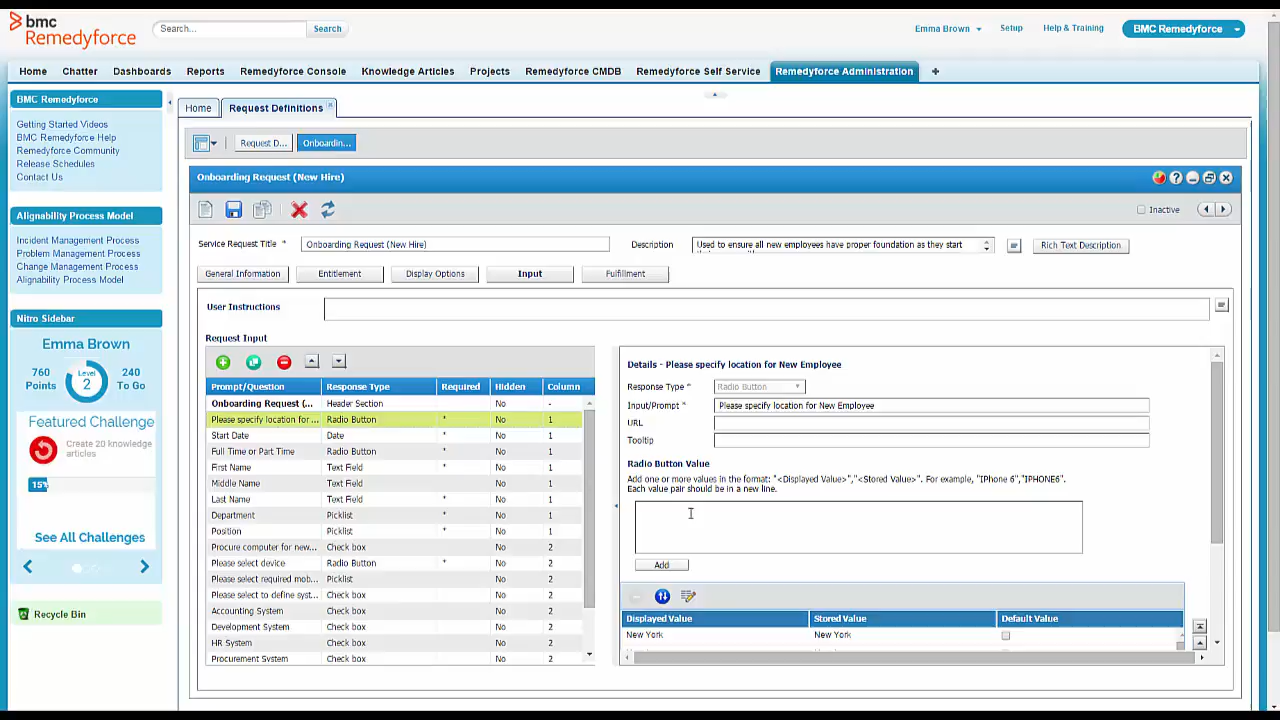 bmc
Remedyforce
Search...
Search
Emma Brown
Setup
Help & Training
BMC Remedyforce
Home
Chatter
Dashboards
Reports
Remedyforce Console
Knowledge Articles
Projects
Remedyforce CMDB
Remedyforce Self Service
Remedyforce Administration
BMC Remedyforce
Getting Started Videos
BMC Remedyforce Help
Remedyforce Community
Release Schedules
Contact Us
Alignability Process Model
Incident Management Process
Problem Management Process
Change Management Process
Alignability Process Model
Nitro Sidebar
Emma Brown
760
Points
Level
2
240
To Go
Featured Challenge
Create 20 knowledge
articles
15%
See All Challenges
Recycle Bin
Home
Request Definitions
Request D...
Onboardin...
Onboarding Request (New Hire)
Inactive
Service Request Title *
Onboarding Request (New Hire)
Description
Used to ensure all new employees have proper foundation as they start
Rich Text Description
General Information
Entitlement
Display Options
Input
Fulfillment
User Instructions
Request Input
Prompt/Question Response Type Required Hidden Column
Onboarding Request (... Header Section No -
Please specify location for ... Radio Button * No 1
Start Date Date * No 1
Full Time or Part Time Radio Button * No 1
First Name Text Field * No 1
Middle Name Text Field No 1
Last Name Text Field * No 1
Department Picklist * No 1
Position Picklist * No 1
Procure computer for new... Check box No 2
Please select device Radio Button * No 2
Please select required mob... Picklist No 2
Please select to define syst... Check box No 2
Accounting System Check box No 2
Development System Check box No 2
HR System Check box No 2
Procurement System Check box No 2
Details - Please specify location for New Employee
Response Type * Radio Button
Input/Prompt * Please specify location for New Employee
URL
Tooltip
Radio Button Value
Add one or more values in the format: "<Displayed Value>","<Stored Value>". For example, "IPhone 6","IPHONE6".
Each value pair should be in a new line.
Add
Displayed Value Stored Value Default Value
New York New York